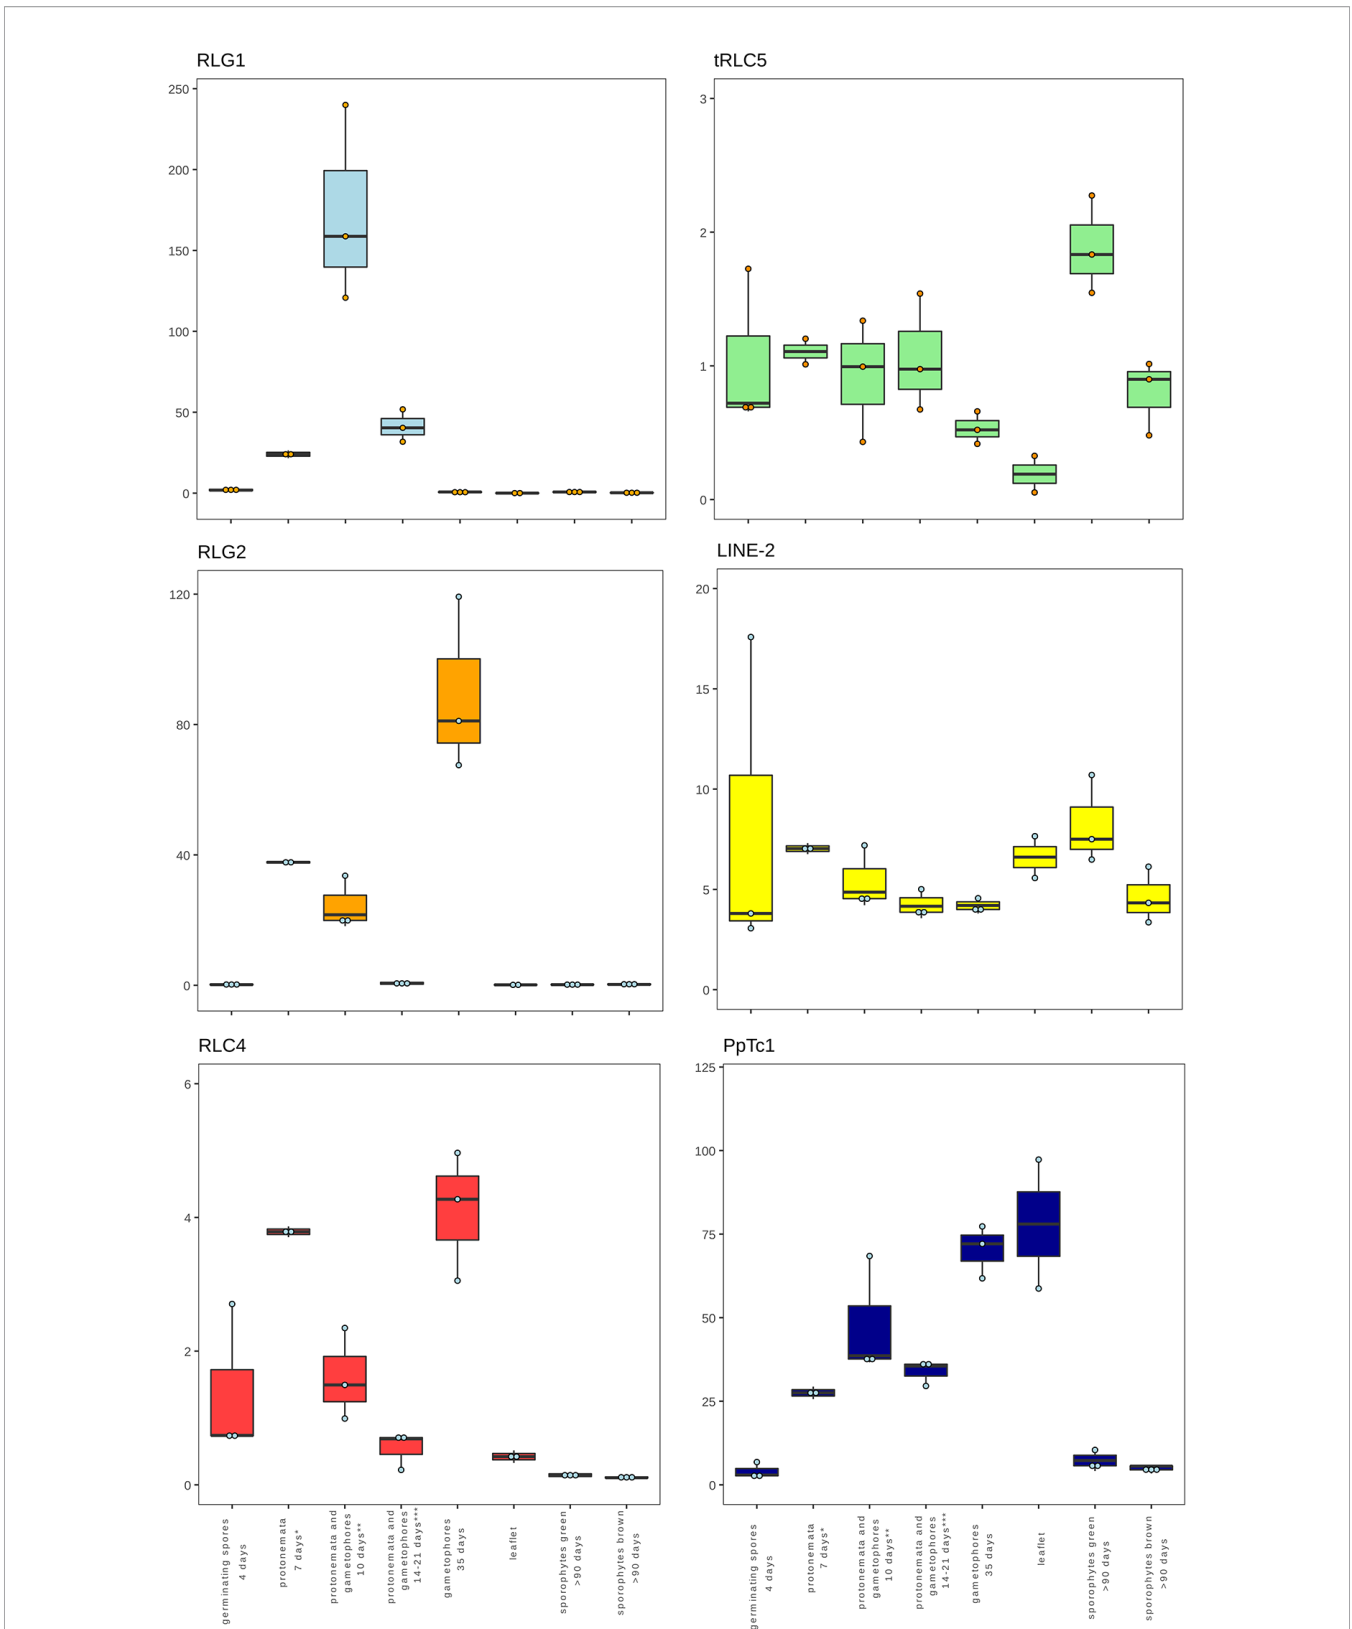 RLG1
250
200
150
100
50
0
tRLC5
3
2
1
0
RLG2
120
80
40
0
LINE-2
20
15
10
5
0
RLC4
6
4
2
0
germinating spores
4 days
protonemata
7 days*
protonemata and
gametophores
10 days**
protonemata and
gametophores
14-21 days***
gametophores
35 days
leaflet
sporophytes green
>90 days
sporophytes brown
>90 days
PpTc1
125
100
75
50
25
0
germinating spores
4 days
protonemata
7 days*
protonemata and
gametophores
10 days**
protonemata and
gametophores
14-21 days***
gametophores
35 days
leaflet
sporophytes green
>90 days
sporophytes brown
>90 days